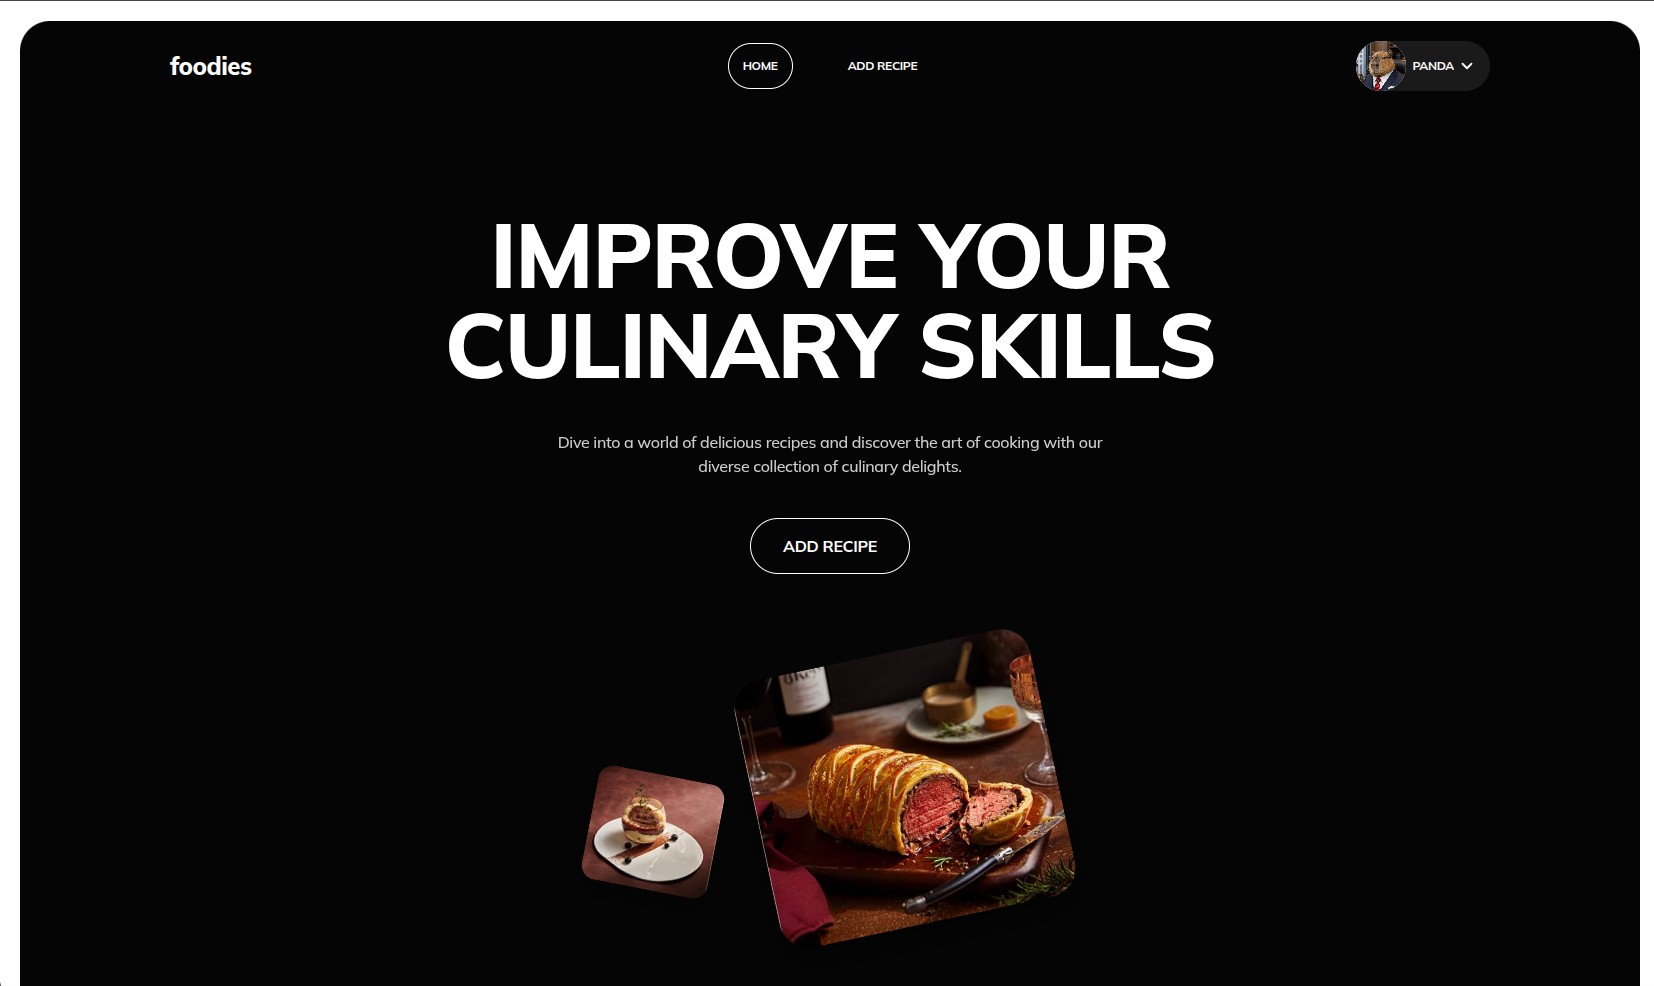 foodies
HOME
ADD RECIPE
PANDA
IMPROVE YOUR
CULINARY SKILLS
Dive into a world of delicious recipes and discover the art of cooking with our
diverse collection of culinary delights.
ADD RECIPE